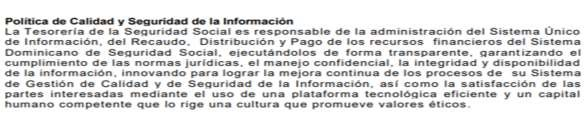 Política de Calidad y Seguridad de la Información
La Tesorería de la Seguridad Social es responsable de la administración del Sistema Único
de Información, del Recaudo, Distribución y Pago de los recursos financieros del Sistema
Dominicano de Seguridad Social, ejecutándolos de forma transparente, garantizando el
cumplimiento de las normas jurídicas, el manejo confidencial, la integridad y disponibilidad
de la información, innovando para lograr la mejora continua de los procesos de su Sistema
de Gestión de Calidad y de Seguridad de la Información, así como la satisfacción de las
partes interesadas mediante el uso de una plataforma tecnológica eficiente y un capital
humano competente que lo rige una cultura que promueve valores éticos.